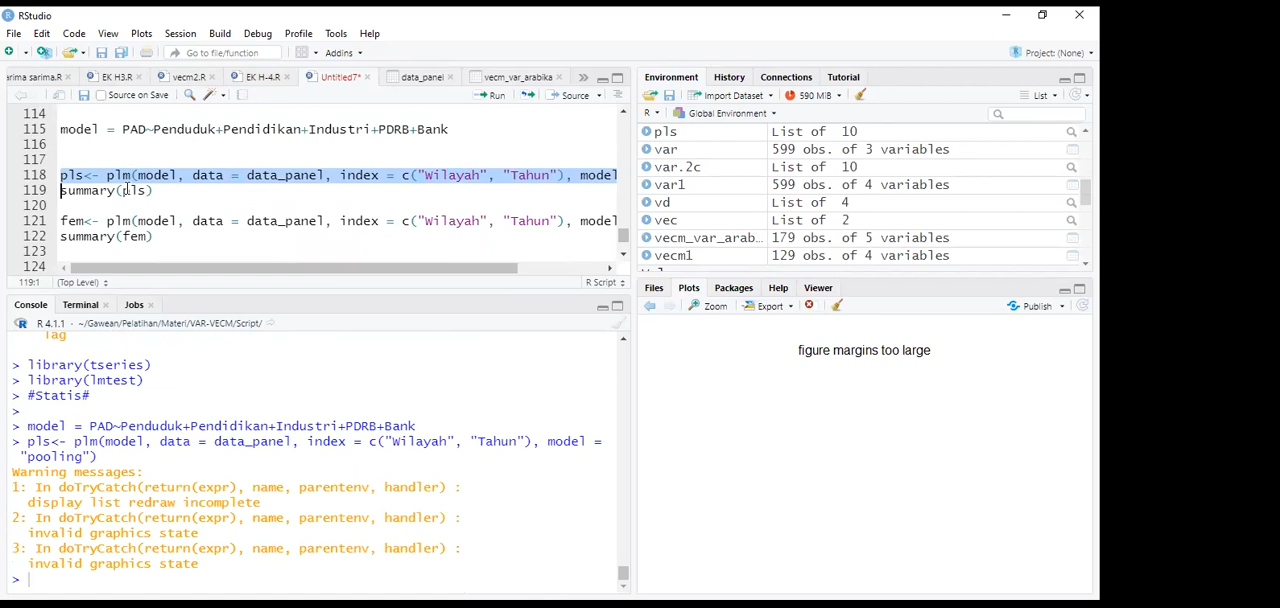 RStudio
File Edit Code View Plots Session Build Debug Profile Tools Help
Go to file/function Addins Project: (None)
arima sarima.R EK H3.R vecm2.R EK H-4.R Untitled7* data_panel vecm_var_arabika
Source on Save Run Source
114
115 model = PAD~Penduduk+Pendidikan+Industri+PDRB+Bank
116
117
118 pls<- plm(model, data = data_panel, index = c("Wilayah", "Tahun"), model
119 summary(pls)
120
121 fem<- plm(model, data = data_panel, index = c("Wilayah", "Tahun"), model
122 summary(fem)
123
124
119:1 (Top Level) R Script
Console Terminal Jobs
R 4.1.1 · ~/Gawean/Pelatihan/Materi/VAR-VECM/Script/
Tag
> library(tseries)
> library(lmtest)
> #Statis#
>
> model = PAD~Penduduk+Pendidikan+Industri+PDRB+Bank
> pls<- plm(model, data = data_panel, index = c("Wilayah", "Tahun"), model =
"pooling")
Warning messages:
1: In doTryCatch(return(expr), name, parentenv, handler) :
display list redraw incomplete
2: In doTryCatch(return(expr), name, parentenv, handler) :
invalid graphics state
3: In doTryCatch(return(expr), name, parentenv, handler) :
invalid graphics state
>
Environment History Connections Tutorial
Import Dataset 590 MiB List
R Global Environment
pls List of 10
var 599 obs. of 3 variables
var.2c List of 10
var1 599 obs. of 4 variables
vd List of 4
vec List of 2
vecm_var_arab… 179 obs. of 5 variables
vecm1 129 obs. of 4 variables
Files Plots Packages Help Viewer
Zoom Export Publish
figure margins too large